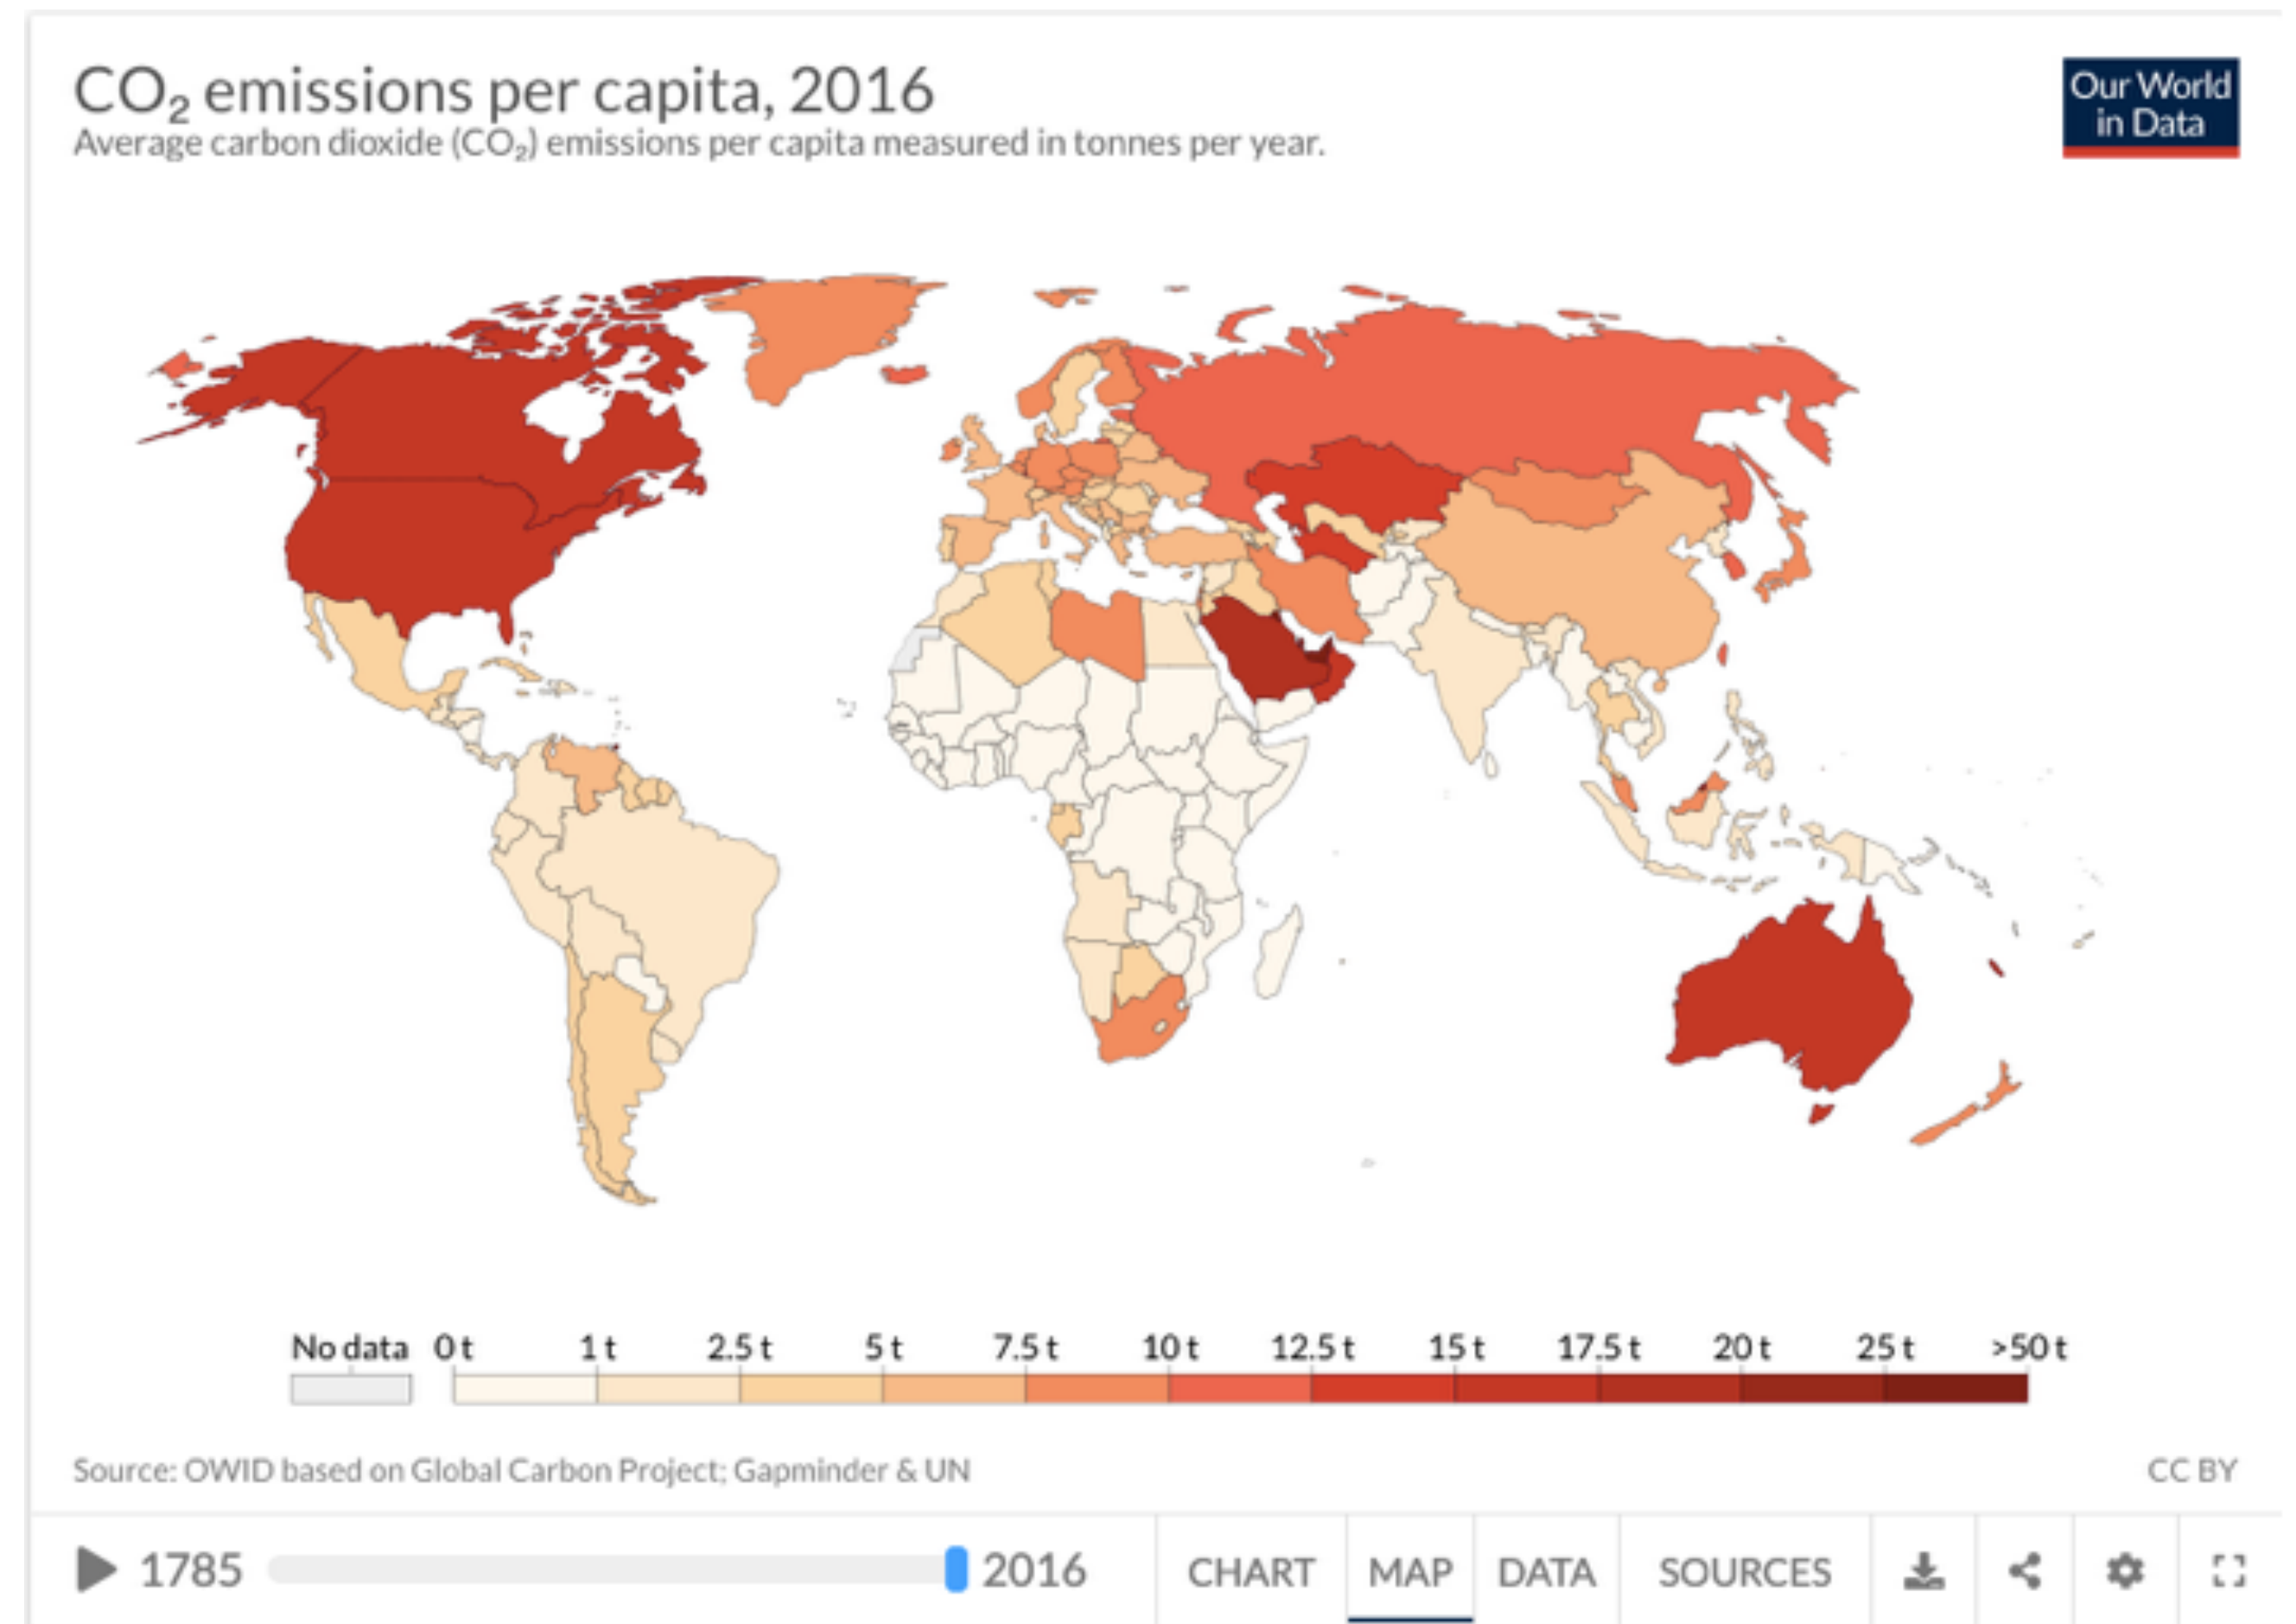 CO₂ emissions per capita, 2016
Average carbon dioxide (CO₂) emissions per capita measured in tonnes per year.
Our World
in Data
No data 0 t 1 t 2.5 t 5 t 7.5 t 10 t 12.5 t 15 t 17.5 t 20 t 25 t >50 t
Source: OWID based on Global Carbon Project; Gapminder & UN CC BY
1785 2016 CHART MAP DATA SOURCES